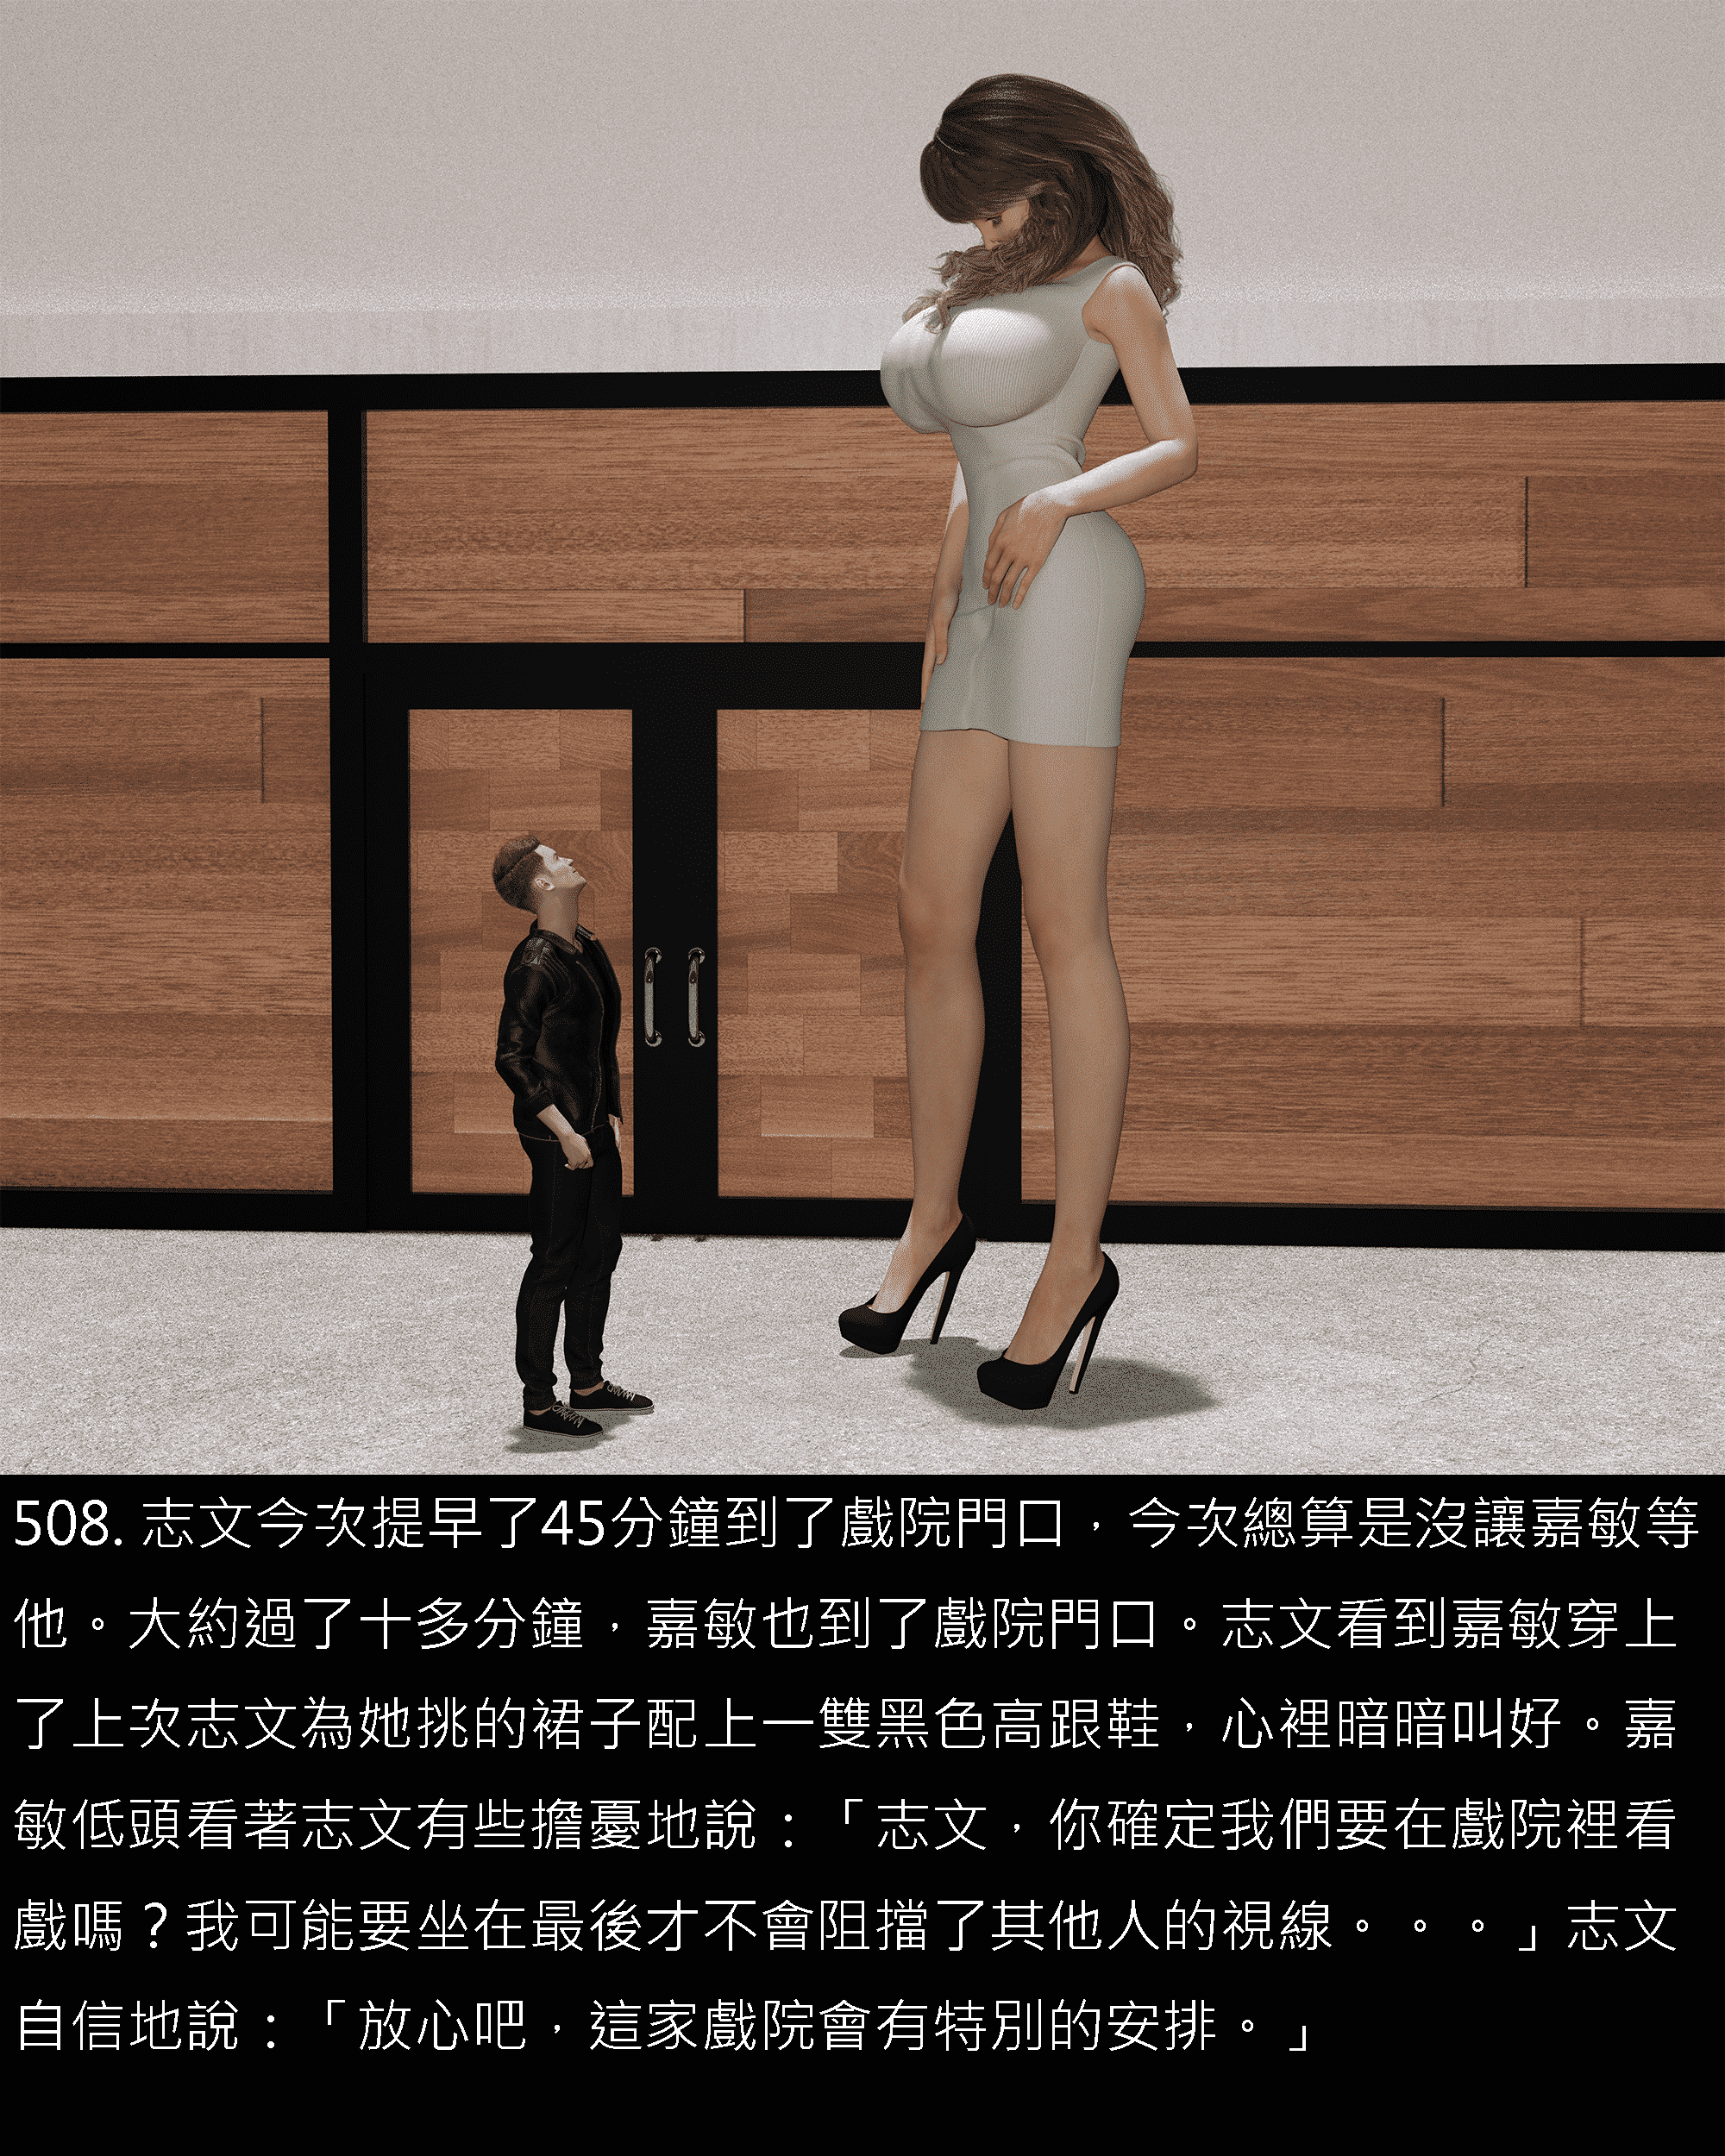 508. 志文今次提早了45分鐘到了戲院門口，今次總算是沒讓嘉敏等
他。大約過了十多分鐘，嘉敏也到了戲院門口。志文看到嘉敏穿上
了上次志文為她挑的裙子配上一雙黑色高跟鞋，心裡暗暗叫好。嘉
敏低頭看著志文有些擔憂地說：「志文，你確定我們要在戲院裡看
戲嗎？我可能要坐在最後才不會阻擋了其他人的視線。。。」志文
自信地說：「放心吧，這家戲院會有特別的安排。」